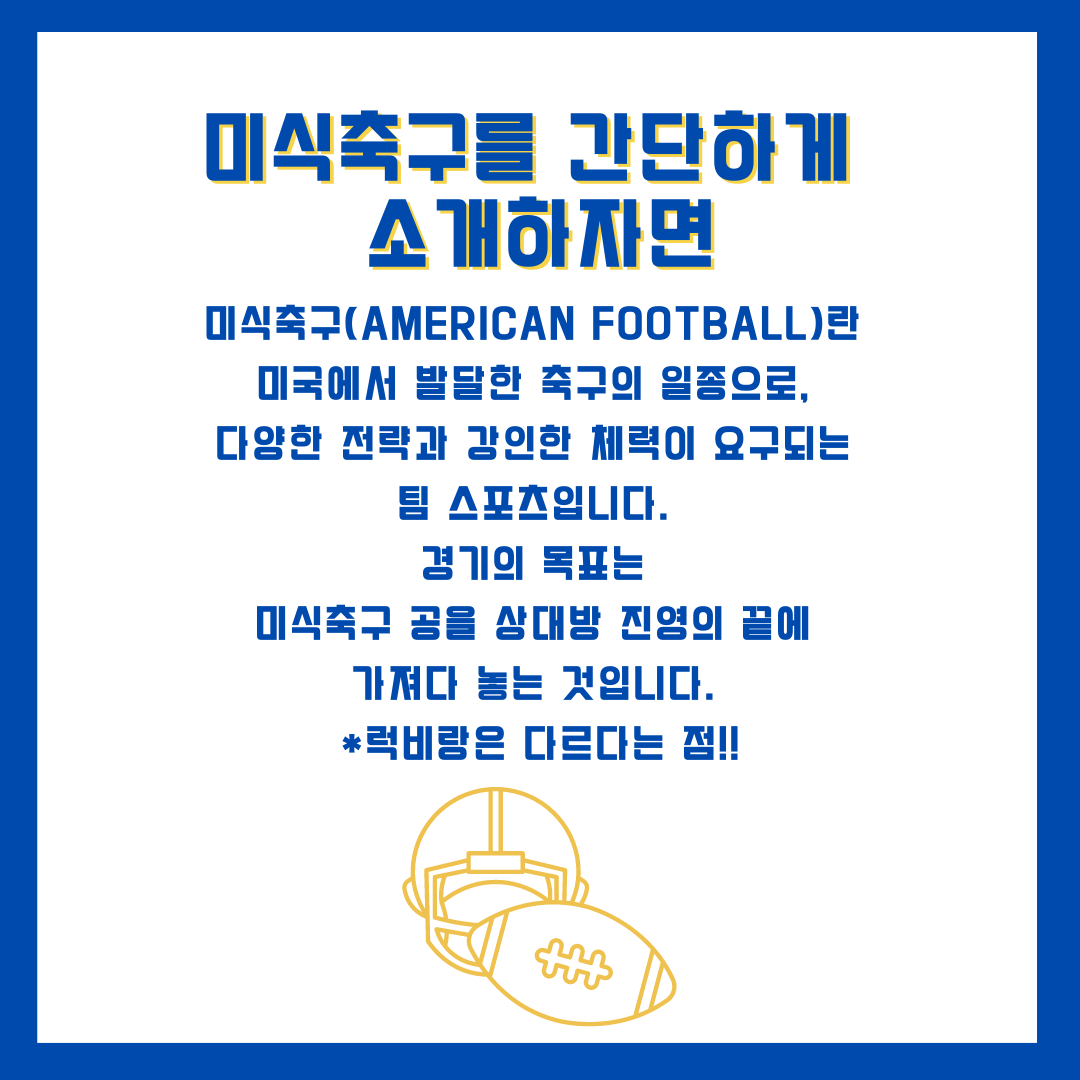 미식축구를 간단하게
소개하자면
미식축구(AMERICAN FOOTBALL)란
미국에서 발달한 축구의 일종으로,
다양한 전략과 강인한 체력이 요구되는
팀 스포츠입니다.
경기의 목표는
미식축구 공을 상대방 진영의 끝에
가져다 놓는 것입니다.
*럭비랑은 다르다는 점!!